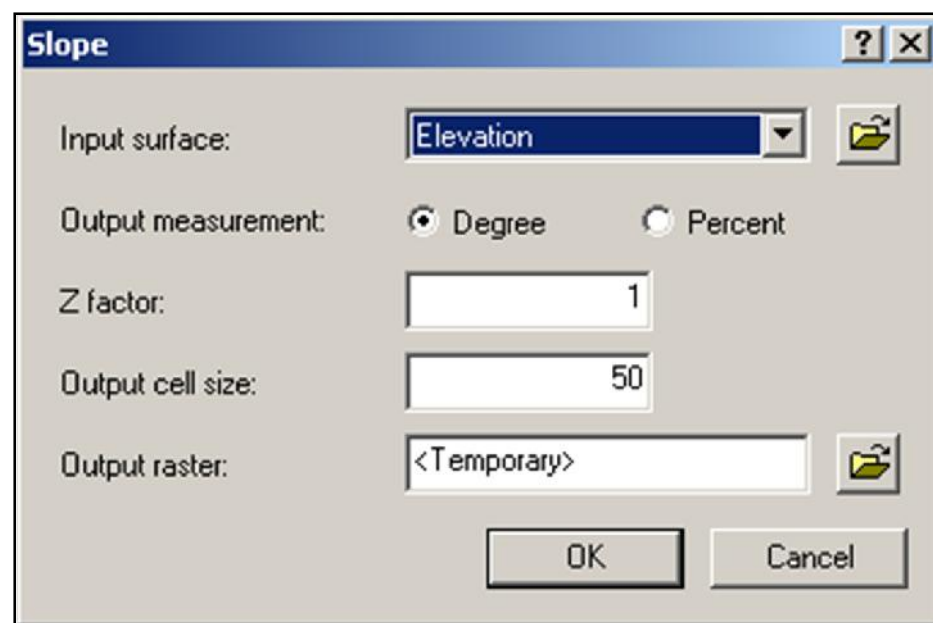 Slope
Input surface: Elevation
Output measurement: Degree Percent
Z factor: 1
Output cell size: 50
Output raster: <Temporary>
OK Cancel